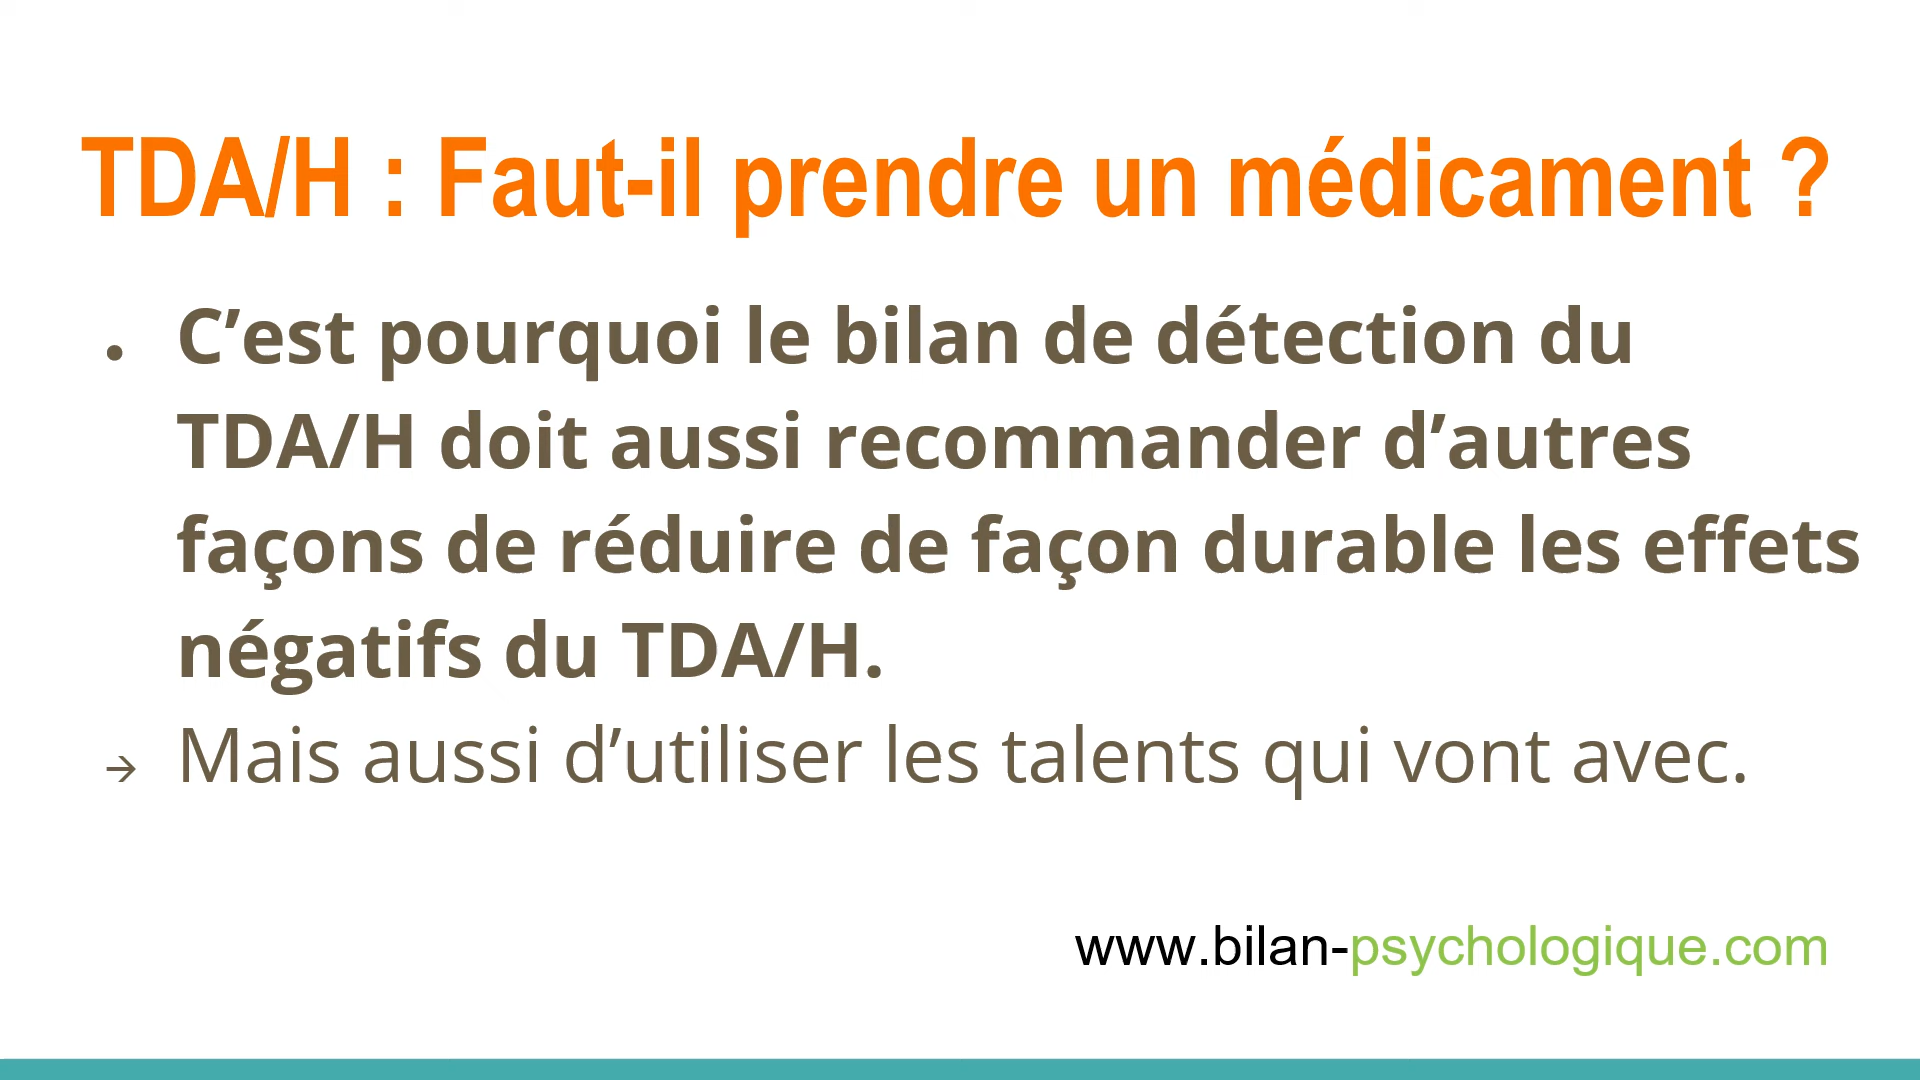 TDA/H : Faut-il prendre un médicament ?
• C’est pourquoi le bilan de détection du
TDA/H doit aussi recommander d’autres
façons de réduire de façon durable les effets
négatifs du TDA/H.
→ Mais aussi d’utiliser les talents qui vont avec.
www.bilan-psychologique.com